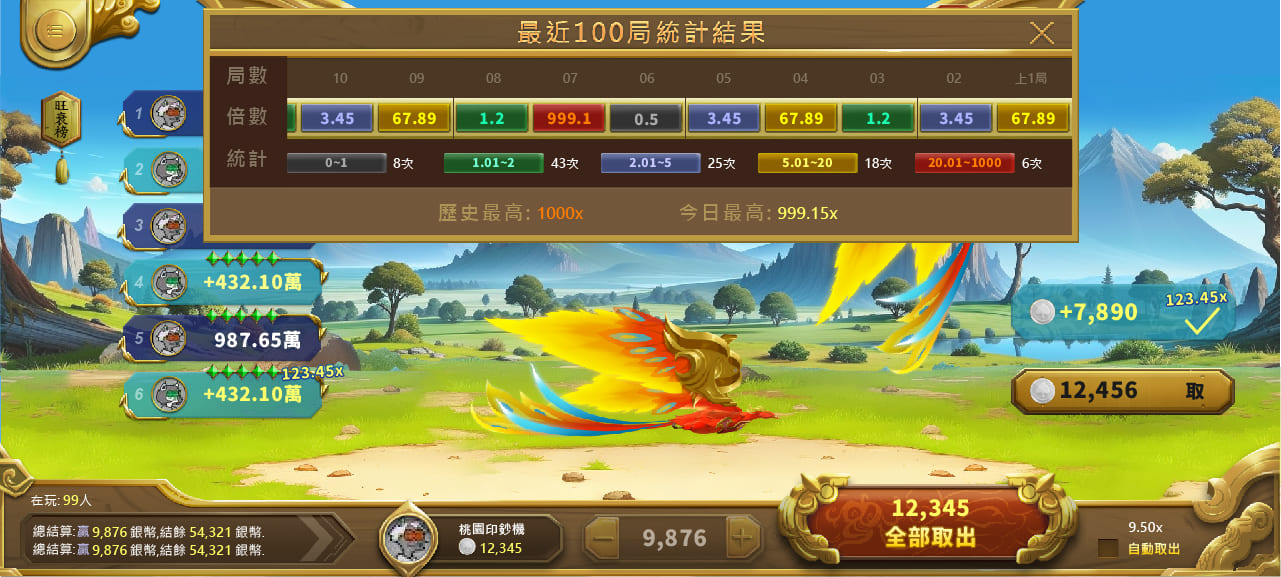 最近100局統計結果
局數 10 09 08 07 06 05 04 03 02 上1局
倍數 3.45 67.89 1.2 999.1 0.5 3.45 67.89 1.2 3.45 67.89
統計 0~1 8次 1.01~2 43次 2.01~5 25次 5.01~20 18次 20.01~1000 6次
歷史最高: 1000x 今日最高: 999.15x
旺衰榜
1
2
3
4 +432.10萬
5 987.65萬
6 123.45x
+432.10萬
+7,890 123.45x
12,456 取
在玩: 99人
總結算: 贏 9,876 銀幣,結餘 54,321 銀幣.
總結算: 贏 9,876 銀幣,結餘 54,321 銀幣.
桃園印鈔機
12,345
9,876
12,345
全部取出
9.50x
自動取出